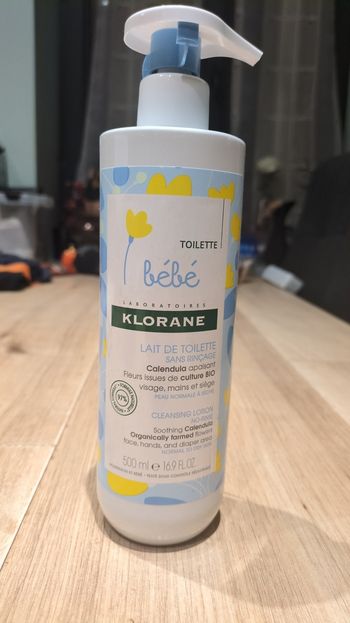 TOILETTE
bébé
LABORATOIRES
KLORANE
LAIT DE TOILETTE
SANS RINÇAGE
Calendula apaisant
Fleurs issues de culture BIO
visage, mains et siège
PEAU NORMALE À SÈCHE
97%
CLEANSING LOTION
NO-RINSE
Soothing Calendula
Organically farmed flowers
face, hands, and diaper area
NORMAL TO DRY SKIN
500 ml e 16.9 FL. OZ.